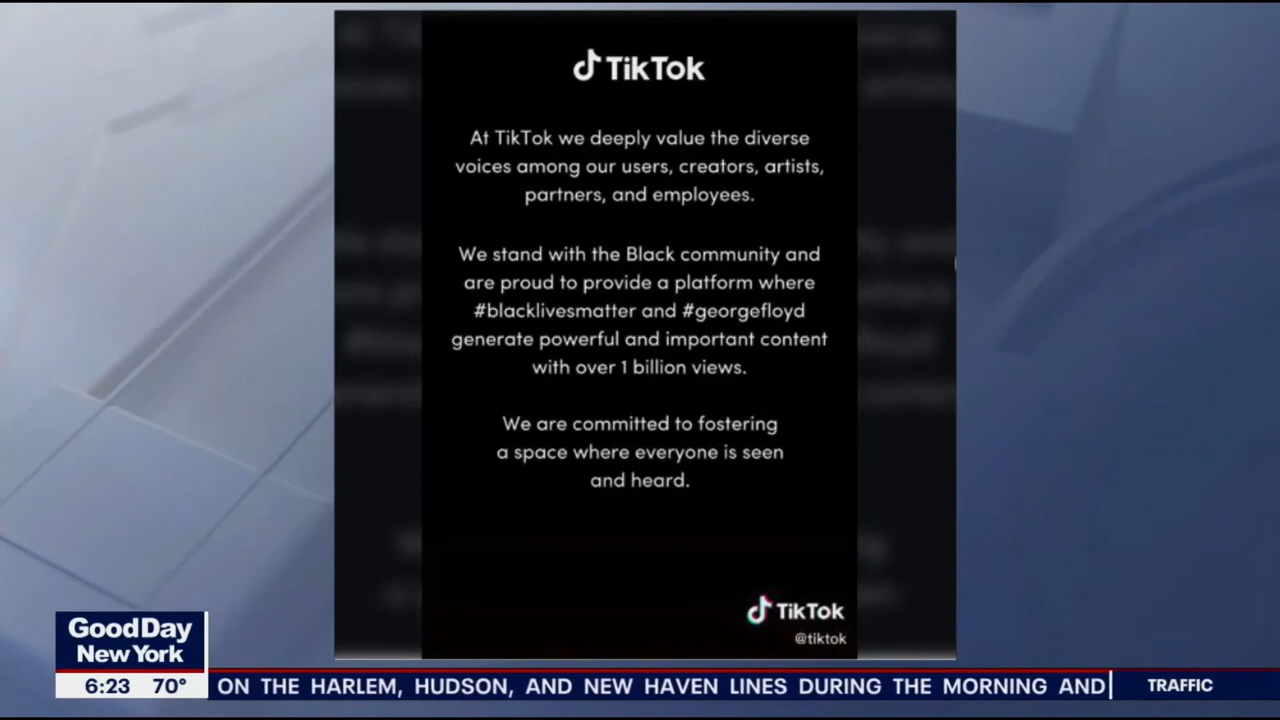 TikTok
At TikTok we deeply value the diverse
voices among our users, creators, artists,
partners, and employees.
We stand with the Black community and
are proud to provide a platform where
#blacklivesmatter and #georgefloyd
generate powerful and important content
with over 1 billion views.
We are committed to fostering
a space where everyone is seen
and heard.
TikTok
@tiktok
GoodDay
New York
6:23 70°
ON THE HARLEM, HUDSON, AND NEW HAVEN LINES DURING THE MORNING AND
TRAFFIC